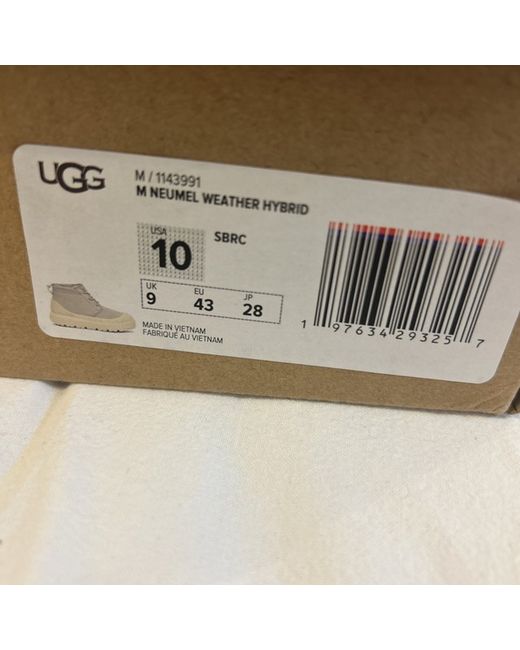 UGG
M / 1143991
M NEUMEL WEATHER HYBRID
USA
10
SBRC
UK EU JP
9 43 28
MADE IN VIETNAM
FABRIQUÉ AU VIETNAM
1 97634 29325 7